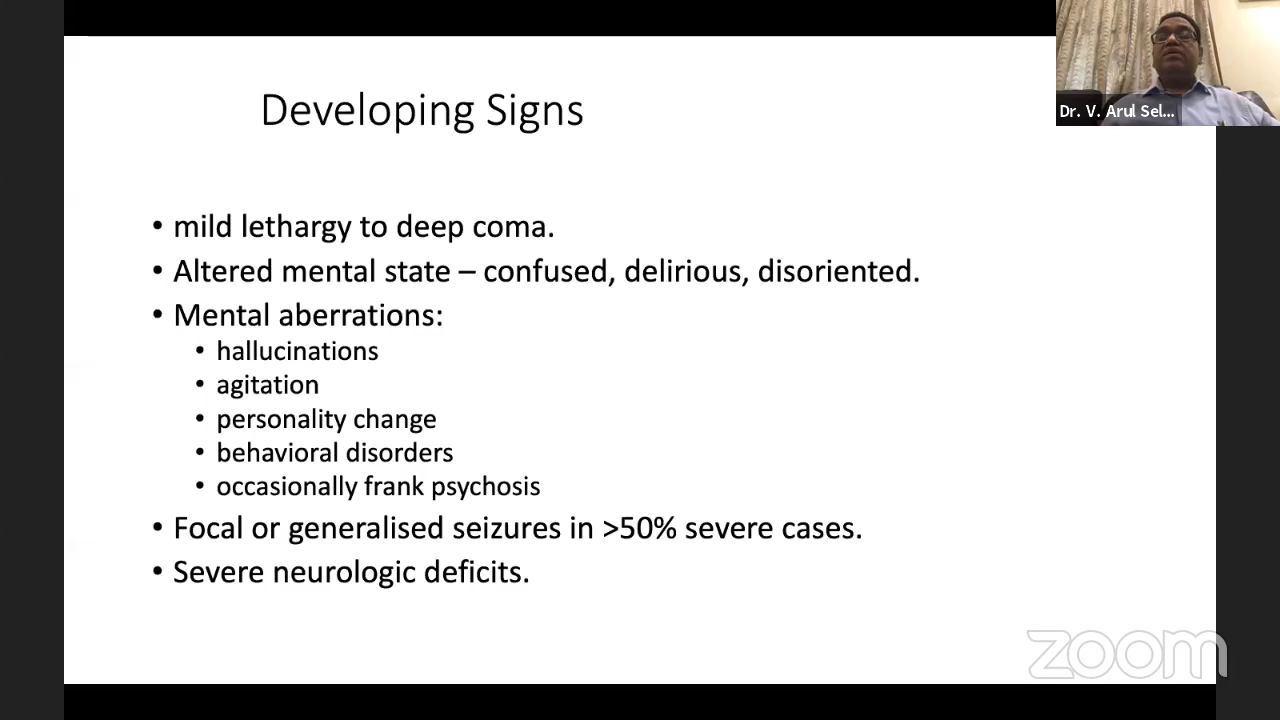 Developing Signs
Dr. V. Arul Sel...
• mild lethargy to deep coma.
• Altered mental state – confused, delirious, disoriented.
• Mental aberrations:
• hallucinations
• agitation
• personality change
• behavioral disorders
• occasionally frank psychosis
• Focal or generalised seizures in >50% severe cases.
• Severe neurologic deficits.
zoom